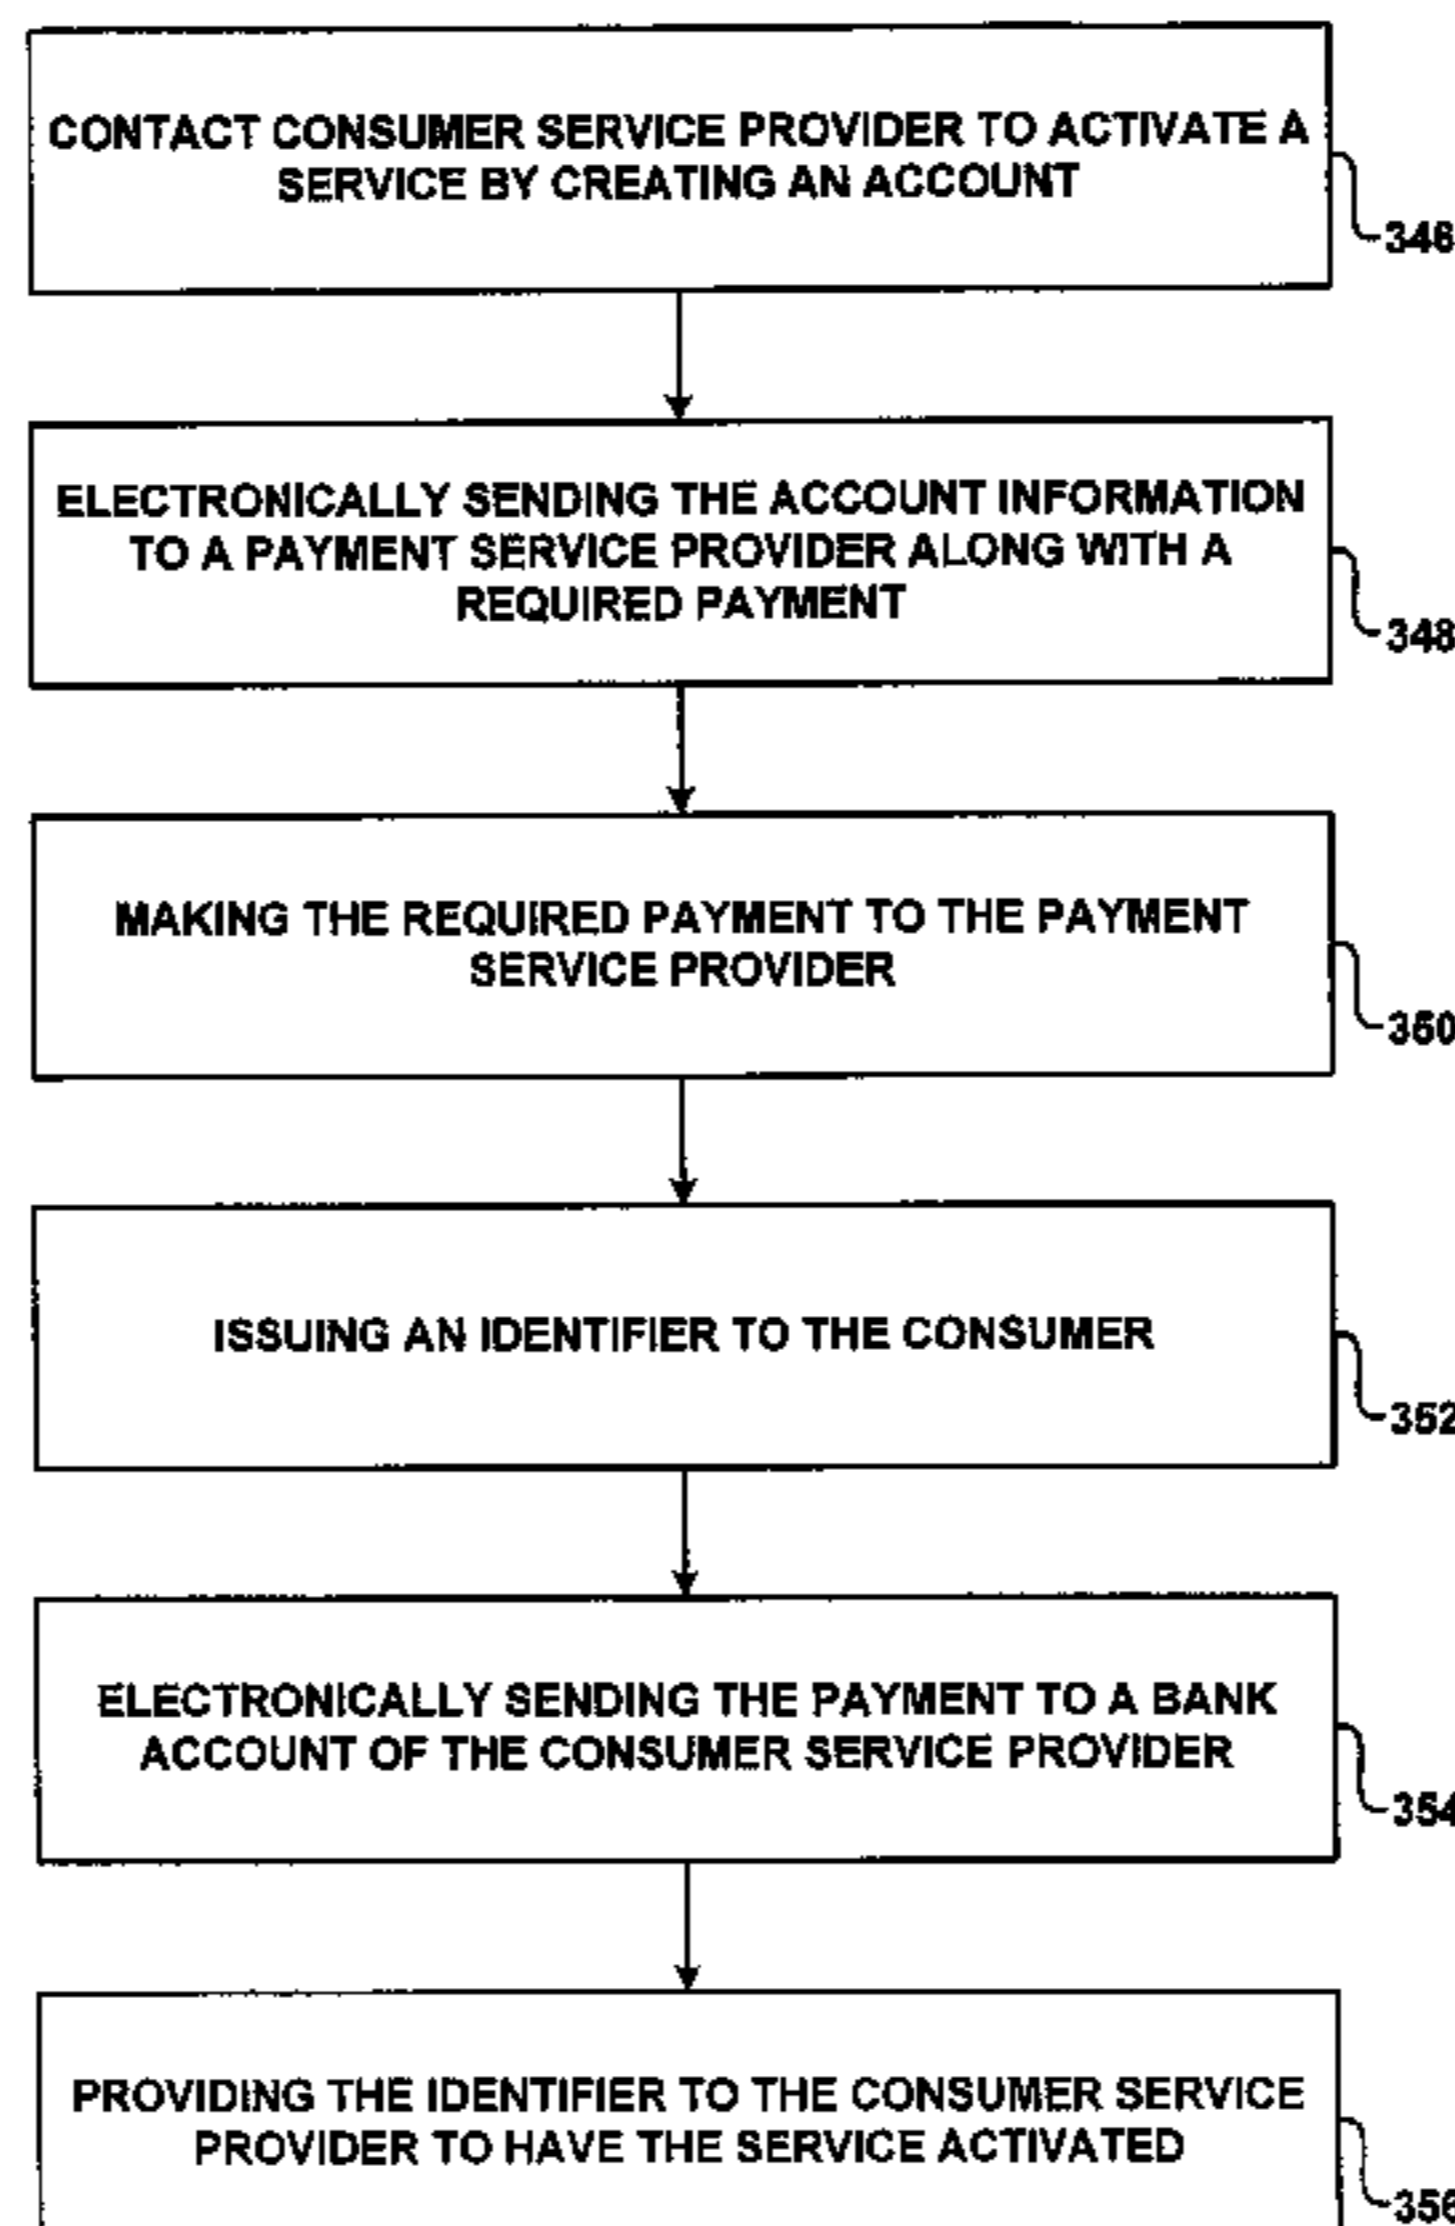 CONTACT CONSUMER SERVICE PROVIDER TO ACTIVATE A
SERVICE BY CREATING AN ACCOUNT
346
ELECTRONICALLY SENDING THE ACCOUNT INFORMATION
TO A PAYMENT SERVICE PROVIDER ALONG WITH A
REQUIRED PAYMENT
348
MAKING THE REQUIRED PAYMENT TO THE PAYMENT
SERVICE PROVIDER
350
ISSUING AN IDENTIFIER TO THE CONSUMER
352
ELECTRONICALLY SENDING THE PAYMENT TO A BANK
ACCOUNT OF THE CONSUMER SERVICE PROVIDER
354
PROVIDING THE IDENTIFIER TO THE CONSUMER SERVICE
PROVIDER TO HAVE THE SERVICE ACTIVATED
356